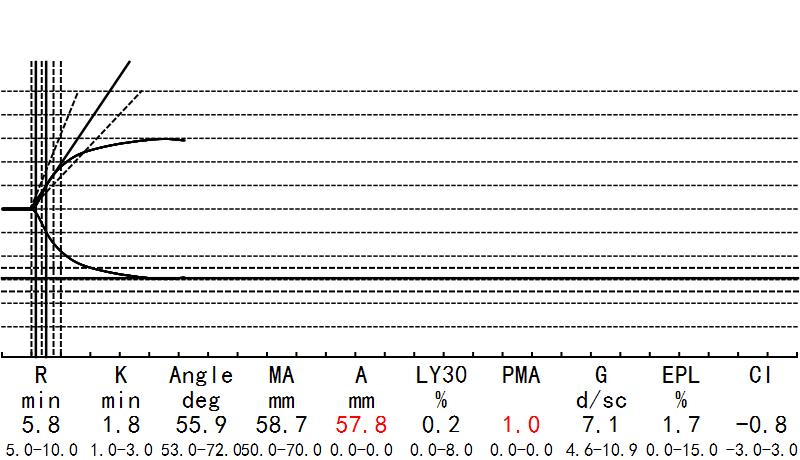 R K Angle MA A LY30 PMA G EPL CI
min min deg mm mm % d/sc %
5.8 1.8 55.9 58.7 57.8 0.2 1.0 7.1 1.7 -0.8
5.0-10.0 1.0-3.0 53.0-72.0 50.0-70.0 0.0-0.0 0.0-8.0 0.0-0.0 4.6-10.9 0.0-15.0 -3.0-3.0